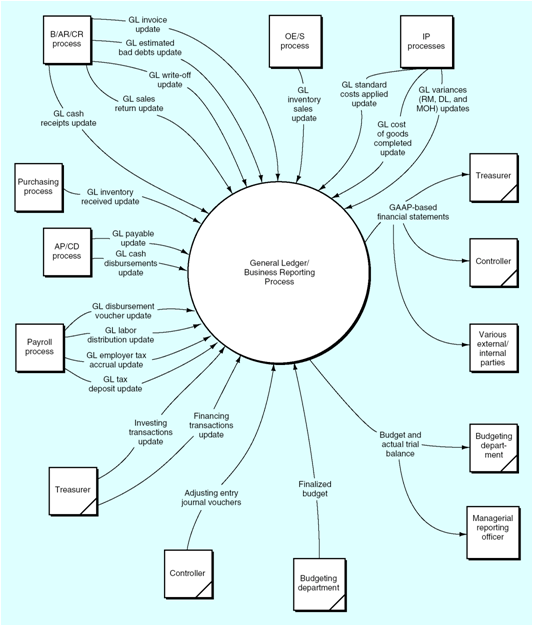 B/AR/CR
process
GL invoice
update
GL estimated
bad debts update
GL write-off
update
GL sales
return update
GL cash
receipts update
OE/S
process
GL
inventory
sales
update
IP
processes
GL standard
costs applied
update
GL cost
of goods
completed
update
GL variances
(RM, DL, and
MOH) updates
Purchasing
process
GL inventory
received update
AP/CD
process
GL payable
update
GL cash
disbursements
update
Payroll
process
GL disbursement
voucher update
GL labor
distribution update
GL employer tax
accrual update
GL tax
deposit update
General Ledger/
Business Reporting
Process
GAAP-based
financial statements
Treasurer
Controller
Various
external/
internal
parties
Treasurer
Investing
transactions
update
Financing
transactions
update
Controller
Adjusting entry
journal vouchers
Budgeting
department
Finalized
budget
Budget and
actual trial
balance
Budgeting
depart-
ment
Managerial
reporting
officer